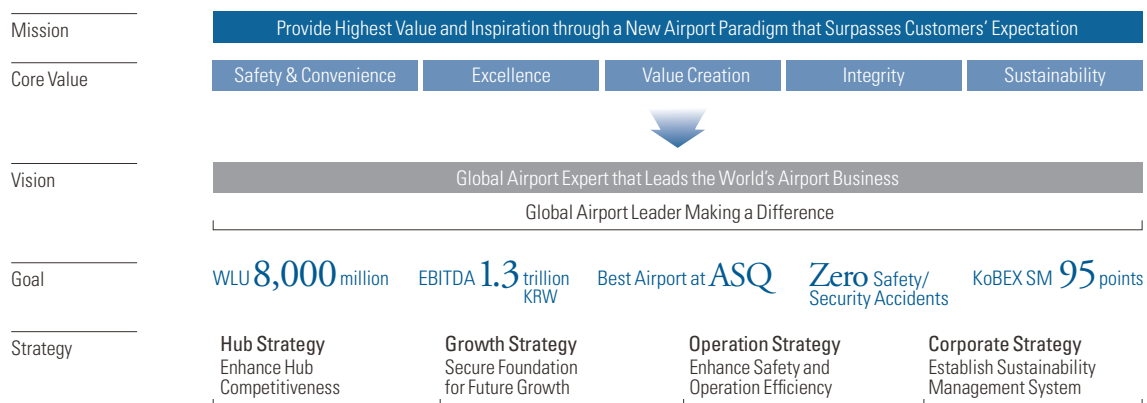 Mission
Provide Highest Value and Inspiration through a New Airport Paradigm that Surpasses Customers' Expectation
Core Value
Safety & Convenience
Excellence
Value Creation
Integrity
Sustainability
Vision
Global Airport Expert that Leads the World's Airport Business
Global Airport Leader Making a Difference
Goal
WLU 8,000 million
EBITDA 1.3 trillion
KRW
Best Airport at ASQ
Zero Safety/
Security Accidents
KoBEX SM 95 points
Strategy
Hub Strategy
Enhance Hub
Competitiveness
Growth Strategy
Secure Foundation
for Future Growth
Operation Strategy
Enhance Safety and
Operation Efficiency
Corporate Strategy
Establish Sustainability
Management System